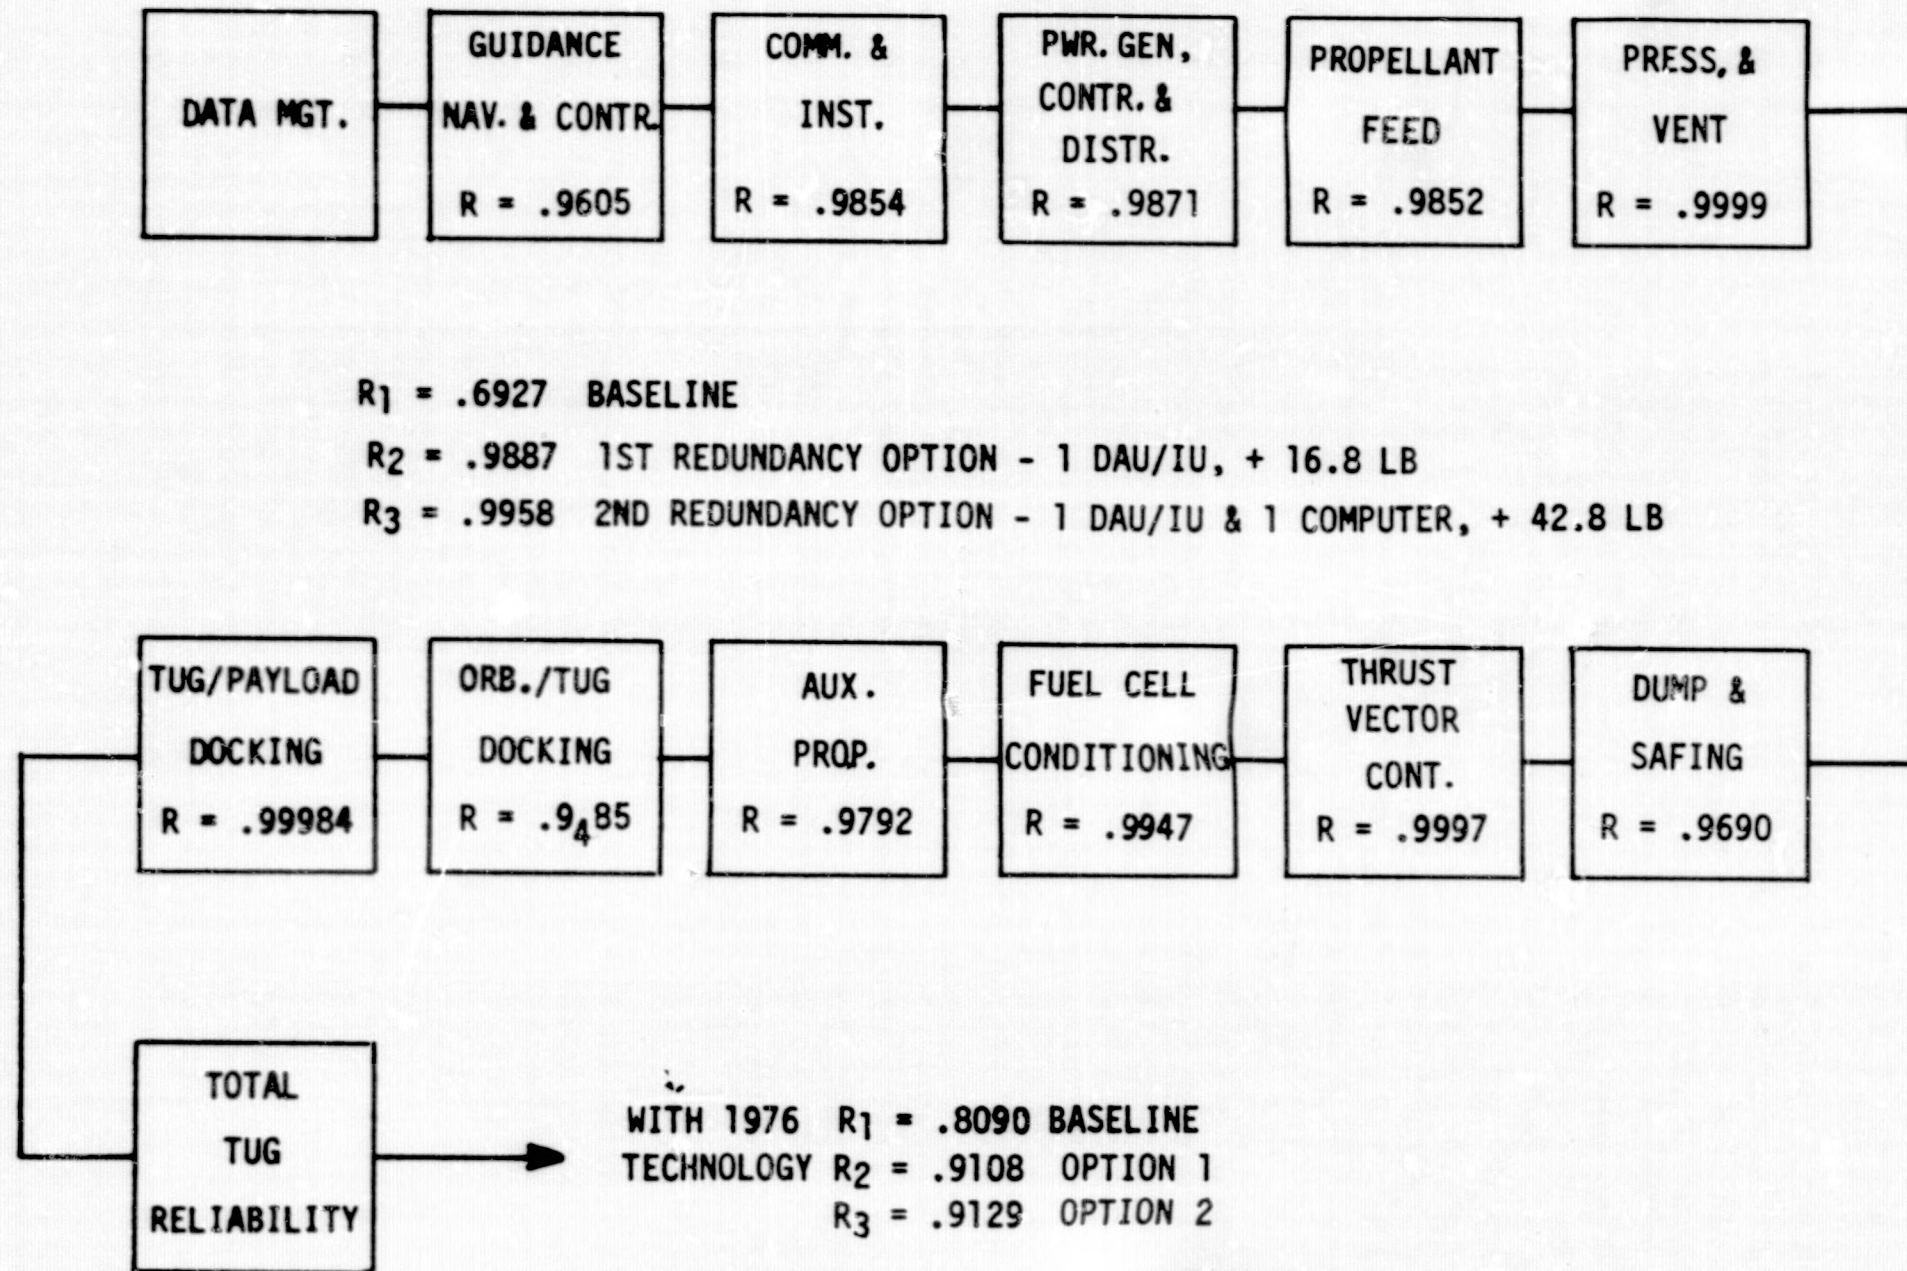 DATA MGT.
GUIDANCE
NAV. & CONTR.
R = .9605
COMM. &
INST.
R = .9854
PWR. GEN,
CONTR. &
DISTR.
R = .9871
PROPELLANT
FEED
R = .9852
PRESS, &
VENT
R = .9999
R1 = .6927 BASELINE
R2 = .9887 1ST REDUNDANCY OPTION - 1 DAU/IU, + 16.8 LB
R3 = .9958 2ND REDUNDANCY OPTION - 1 DAU/IU & 1 COMPUTER, + 42.8 LB
TUG/PAYLOAD
DOCKING
R = .99984
ORB./TUG
DOCKING
R = .9₄85
AUX.
PROP.
R = .9792
FUEL CELL
CONDITIONING
R = .9947
THRUST
VECTOR
CONT.
R = .9997
DUMP &
SAFING
R = .9690
TOTAL
TUG
RELIABILITY
WITH 1976 R1 = .8090 BASELINE
TECHNOLOGY R2 = .9108 OPTION 1
R3 = .9129 OPTION 2